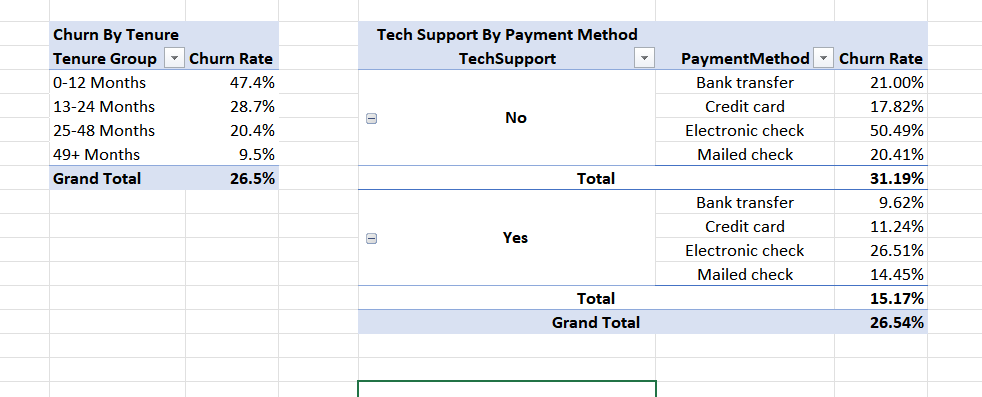 Churn By Tenure
Tenure Group Churn Rate
0-12 Months 47.4%
13-24 Months 28.7%
25-48 Months 20.4%
49+ Months 9.5%
Grand Total 26.5%
Tech Support By Payment Method
TechSupport PaymentMethod Churn Rate
No
Bank transfer 21.00%
Credit card 17.82%
Electronic check 50.49%
Mailed check 20.41%
Total 31.19%
Yes
Bank transfer 9.62%
Credit card 11.24%
Electronic check 26.51%
Mailed check 14.45%
Total 15.17%
Grand Total 26.54%